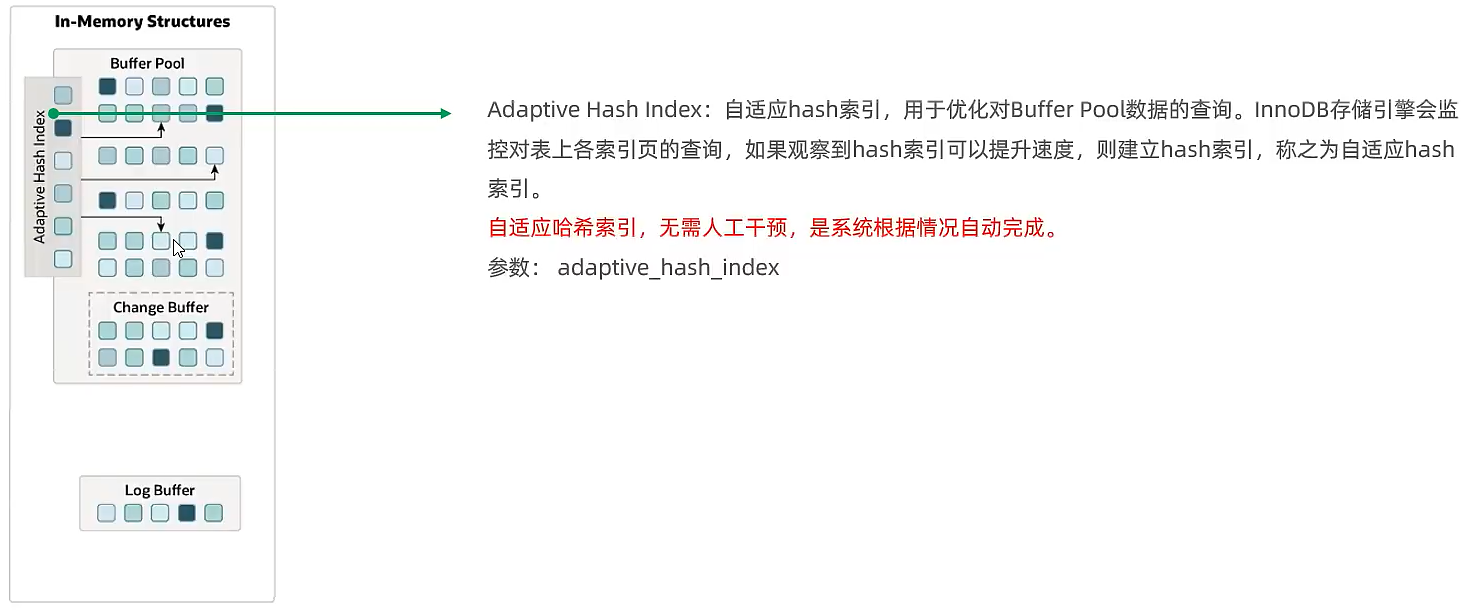 In-Memory Structures
Buffer Pool
Adaptive Hash Index
Change Buffer
Log Buffer
Adaptive Hash Index：自适应hash索引，用于优化对Buffer Pool数据的查询。InnoDB存储引擎会监
控对表上各索引页的查询，如果观察到hash索引可以提升速度，则建立hash索引，称之为自适应hash
索引。
自适应哈希索引，无需人工干预，是系统根据情况自动完成。
参数： adaptive_hash_index